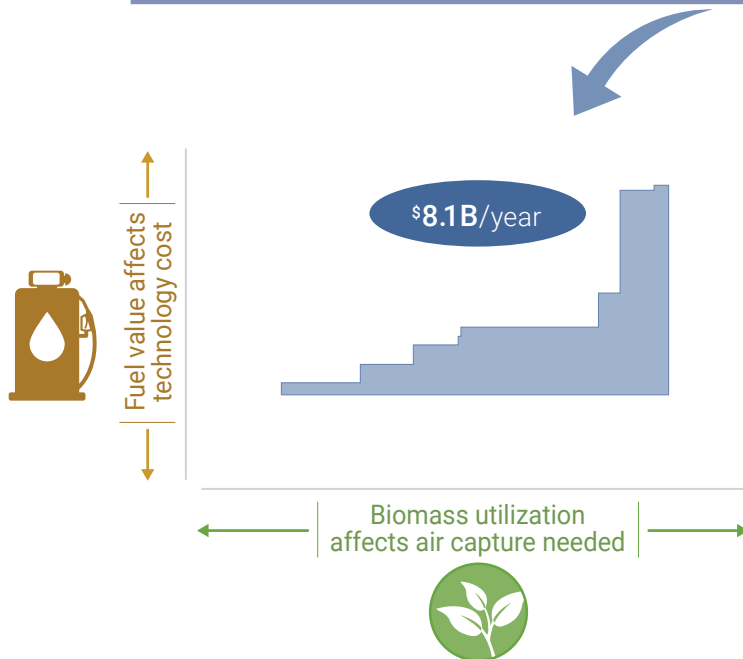 $8.1B/year
Fuel value affects
technology cost
Biomass utilization
affects air capture needed